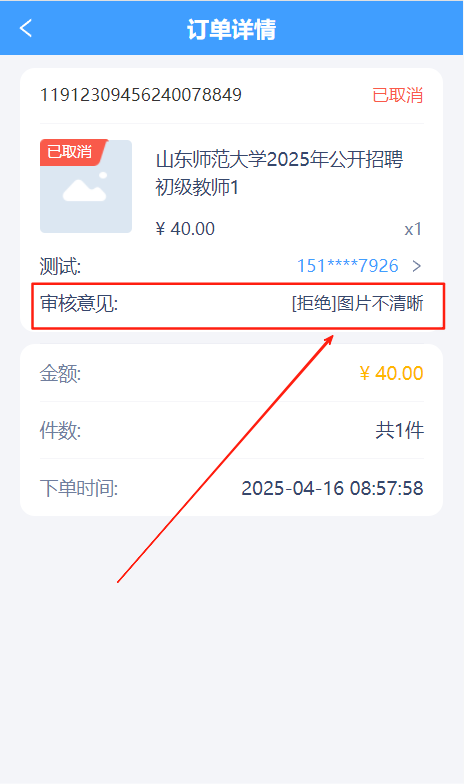 订单详情
11912309456240078849 已取消
已取消
山东师范大学2025年公开招聘
初级教师1
¥ 40.00 x1
测试: 151****7926
审核意见: [拒绝]图片不清晰
金额: ¥ 40.00
件数: 共1件
下单时间: 2025-04-16 08:57:58